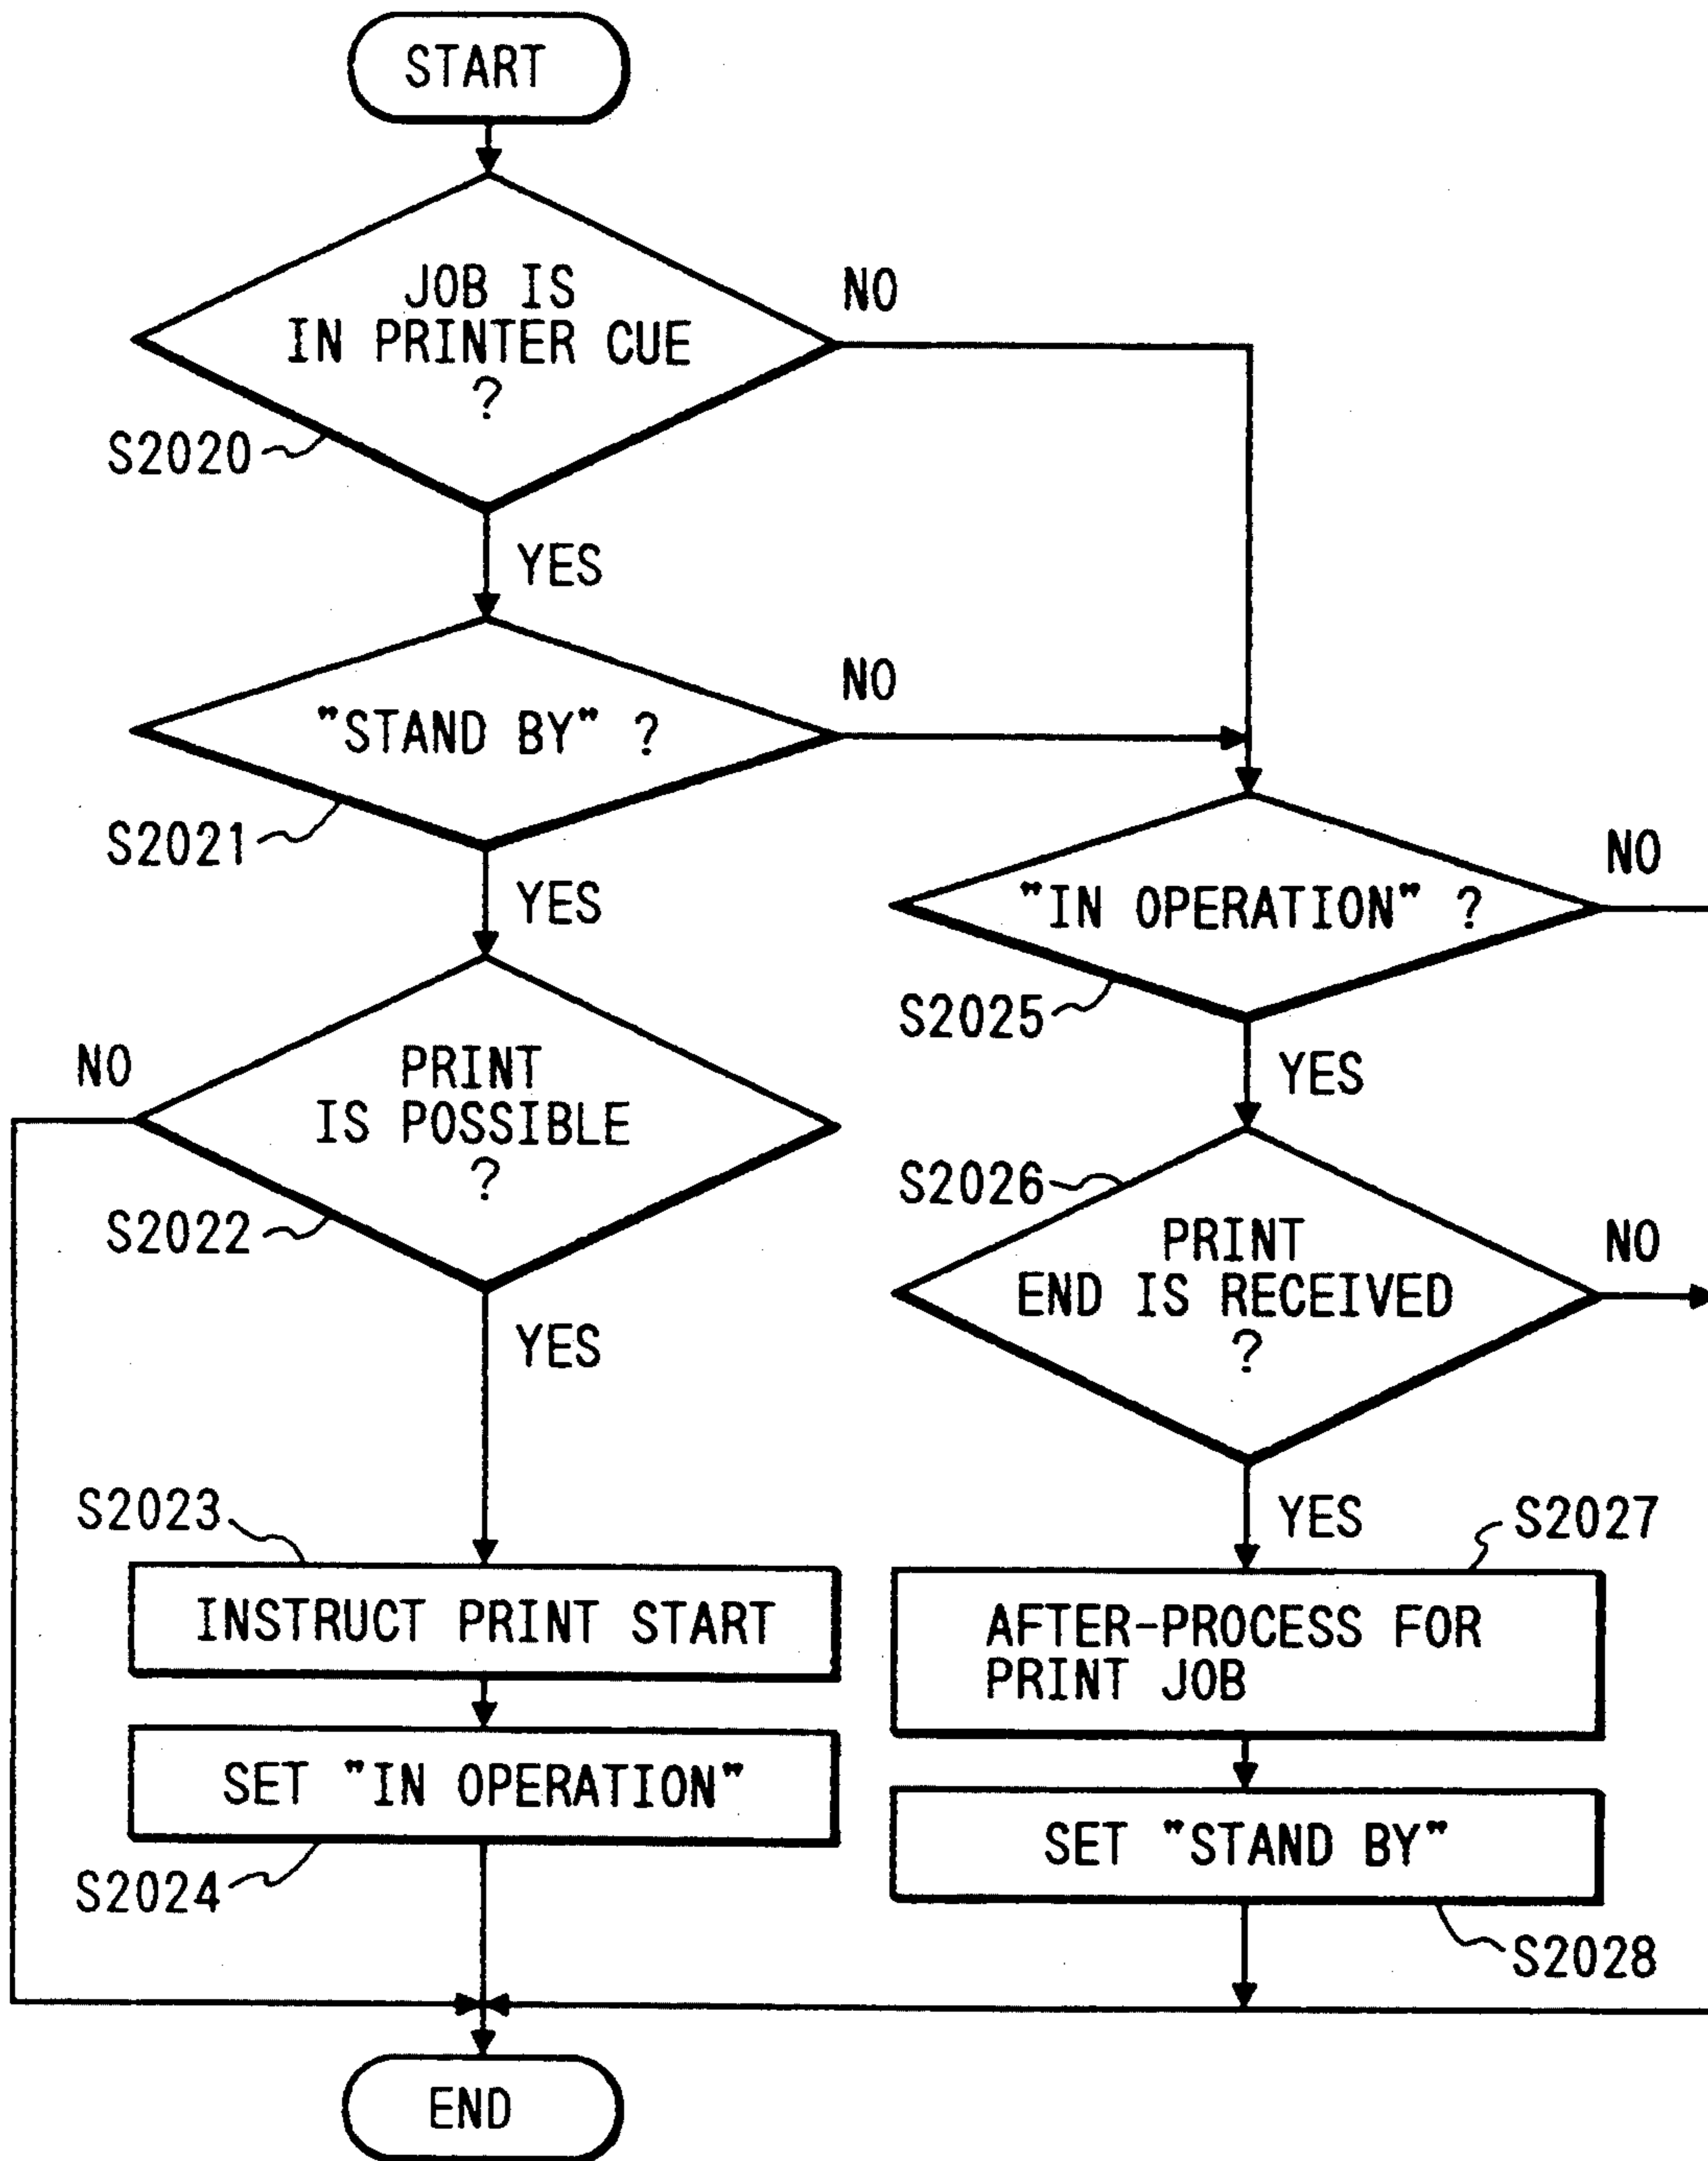 START
JOB IS
IN PRINTER CUE
?
NO
S2020
YES
"STAND BY" ?
NO
S2021
YES
"IN OPERATION" ?
NO
S2025
YES
PRINT
IS POSSIBLE
?
NO
S2022
YES
S2026
PRINT
END IS RECEIVED
?
NO
YES
S2023
INSTRUCT PRINT START
SET "IN OPERATION"
S2024
S2027
AFTER-PROCESS FOR
PRINT JOB
SET "STAND BY"
S2028
END